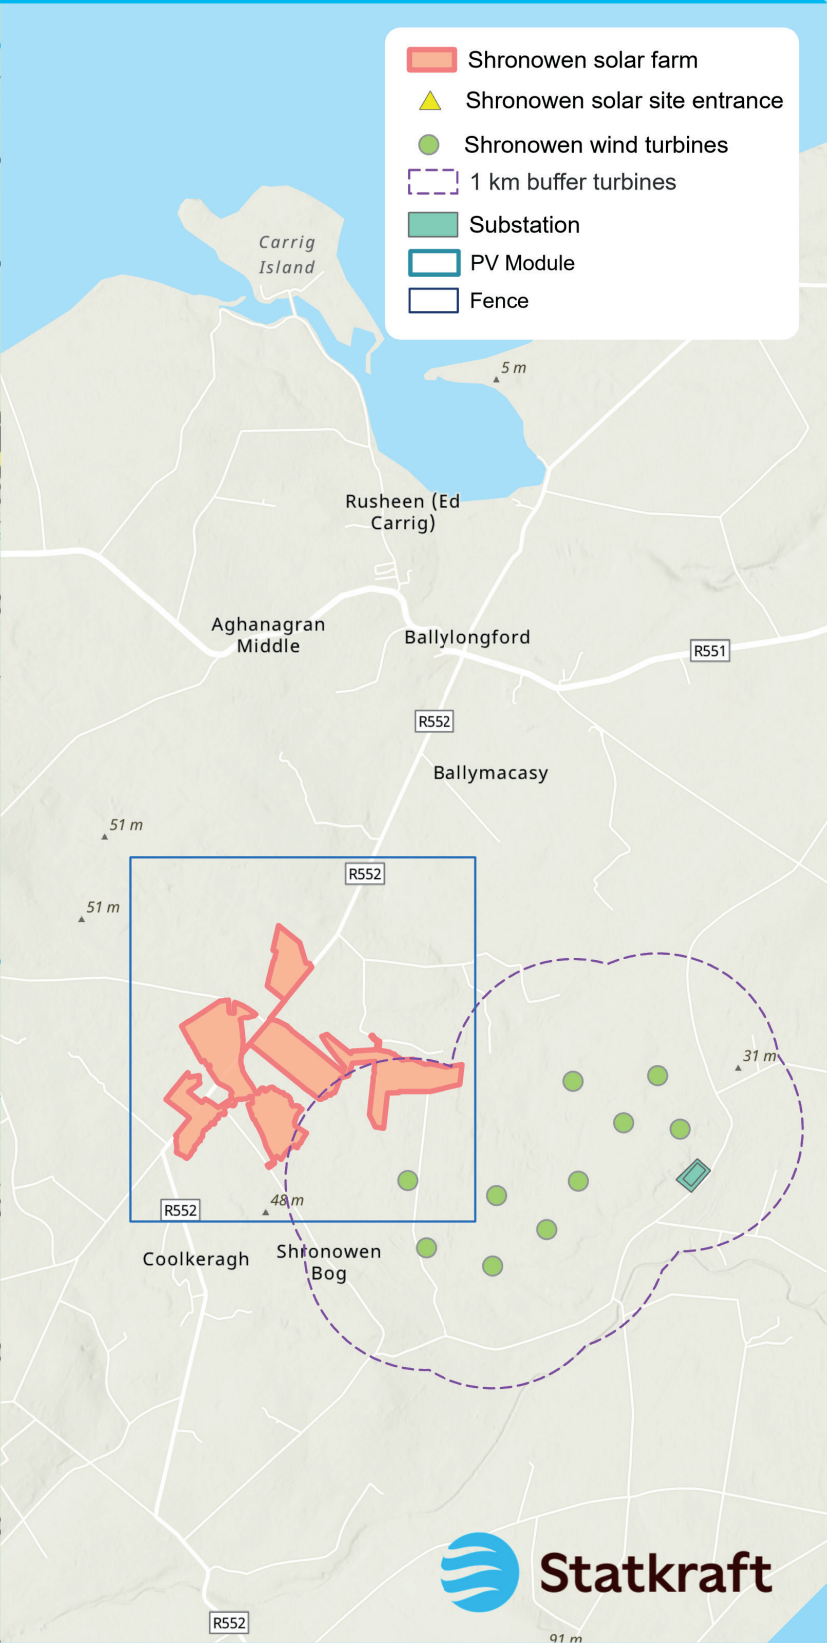 Shronowen solar farm
Shronowen solar site entrance
Shronowen wind turbines
1 km buffer turbines
Substation
PV Module
Fence
Carrig
Island
5 m
Rusheen (Ed
Carrig)
Aghanagran
Middle
Ballylongford
R551
R552
Ballymacasy
51 m
R552
51 m
31 m
48 m
R552
Coolkeragh
Shronowen
Bog
Statkraft
R552
91 m